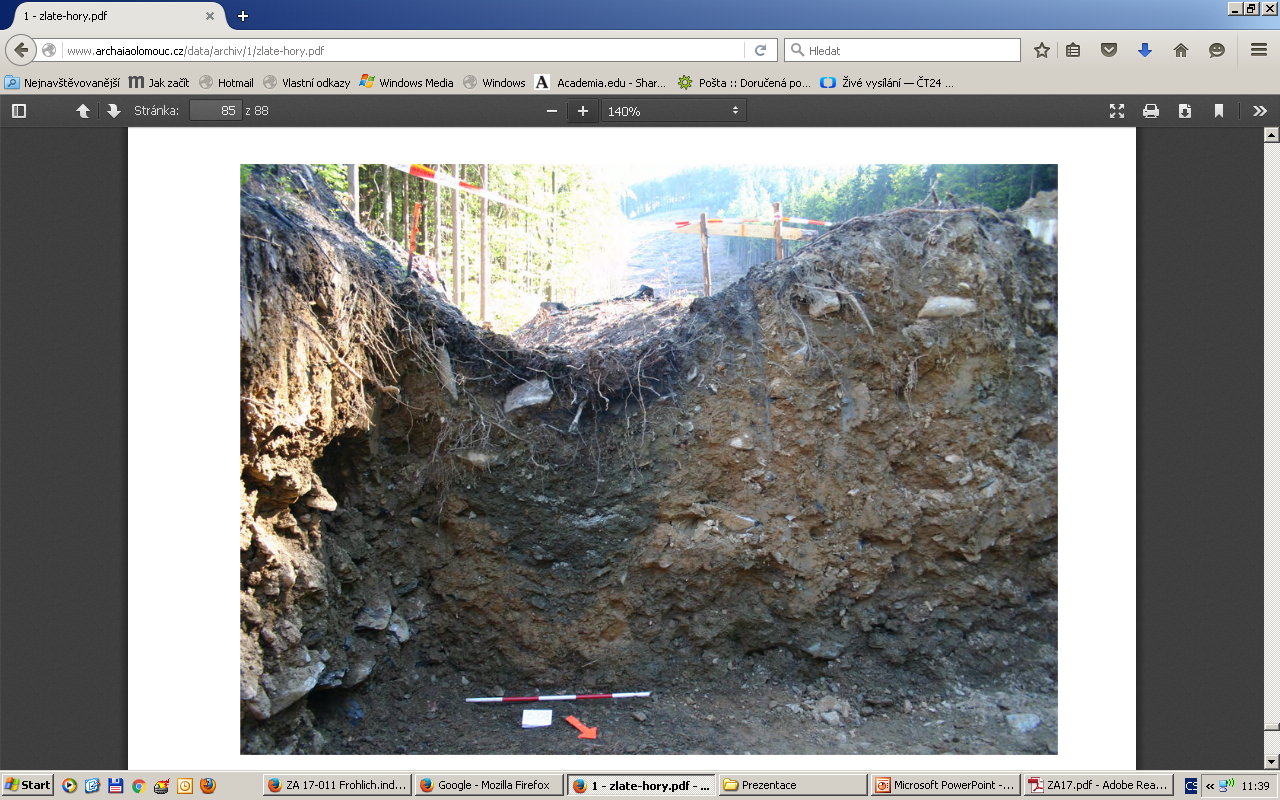 1 - zlate-hory.pdf
www.archaiaolomouc.cz/data/archiv/1/zlate-hory.pdf
Hledat
Nejnavštěvovanější Jak začít Hotmail Vlastní odkazy Windows Media Windows Academia.edu - Shar... Pošta :: Doručená po... Živé vysílání — ČT24 ...
Stránka: 85 z 88 140%
Start ZA 17-011 Frohlich.ind... Google - Mozilla Firefox 1 - zlate-hory.pdf - ... Prezentace Microsoft PowerPoint -... ZA17.pdf - Adobe Rea... CS « 11:39